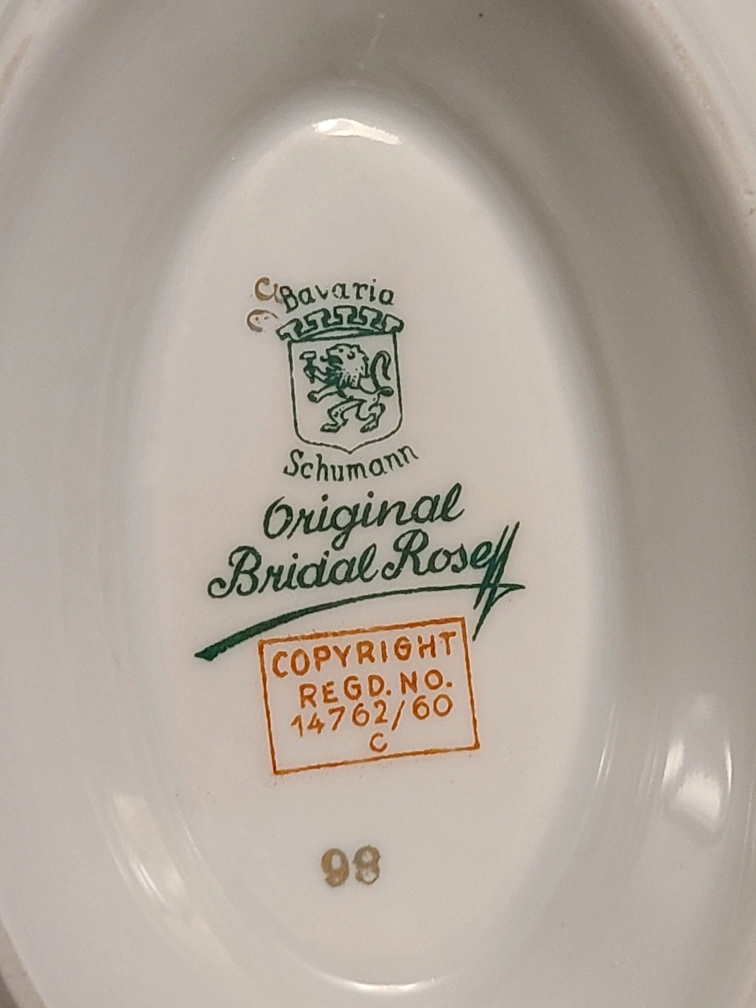 C
Bavaria
Schumann
Original
Bridal Rose
COPYRIGHT
REGD. NO.
14762/60
C
98